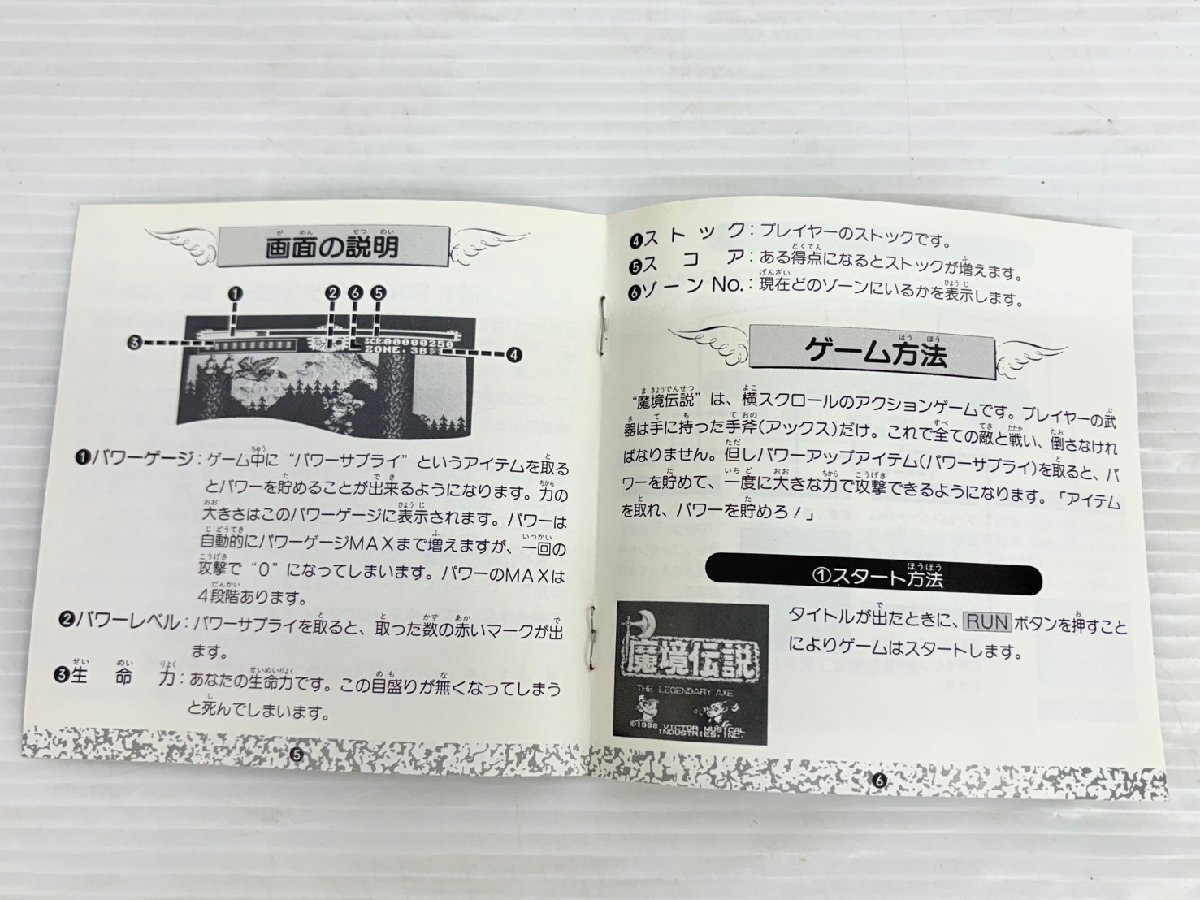 画面の説明
❶ ❷ ❻ ❺
❸
❹
SCR.00000250
ZONE.
❶パワーゲージ：ゲーム中に“パワーサプライ”というアイテムを取る
とパワーを貯めることが出来るようになります。力の
大きさはこのパワーゲージに表示されます。パワーは
自動的にパワーゲージMAXまで増えますが、一回の
攻撃で“0”になってしまいます。パワーのMAXは
4段階あります。
❷パワーレベル：パワーサプライを取ると、取った数の赤いマークが出
ます。
❸生命力：あなたの生命力です。この目盛りが無くなってしまう
と死んでしまいます。
❺
❹ストック：プレイヤーのストックです。
❺スコア：ある得点になるとストックが増えます。
❻ゾーンNo.：現在どのゾーンにいるかを表示します。
ゲーム方法
“魔境伝説”は、横スクロールのアクションゲームです。プレイヤーの武
器は手に持った手斧(アックス)だけ。これで全ての敵と戦い、倒さなけれ
ばなりません。但しパワーアップアイテム(パワーサプライ)を取ると、パ
ワーを貯めて、一度に大きな力で攻撃できるようになります。「アイテム
を取れ、パワーを貯めろ！」
①スタート方法
タイトルが出たときに、RUNボタンを押すこと
によりゲームはスタートします。
魔境伝説
THE LEGENDARY AXE
©1988 VICTOR MUSICAL
INDUSTRIES, INC.
❻